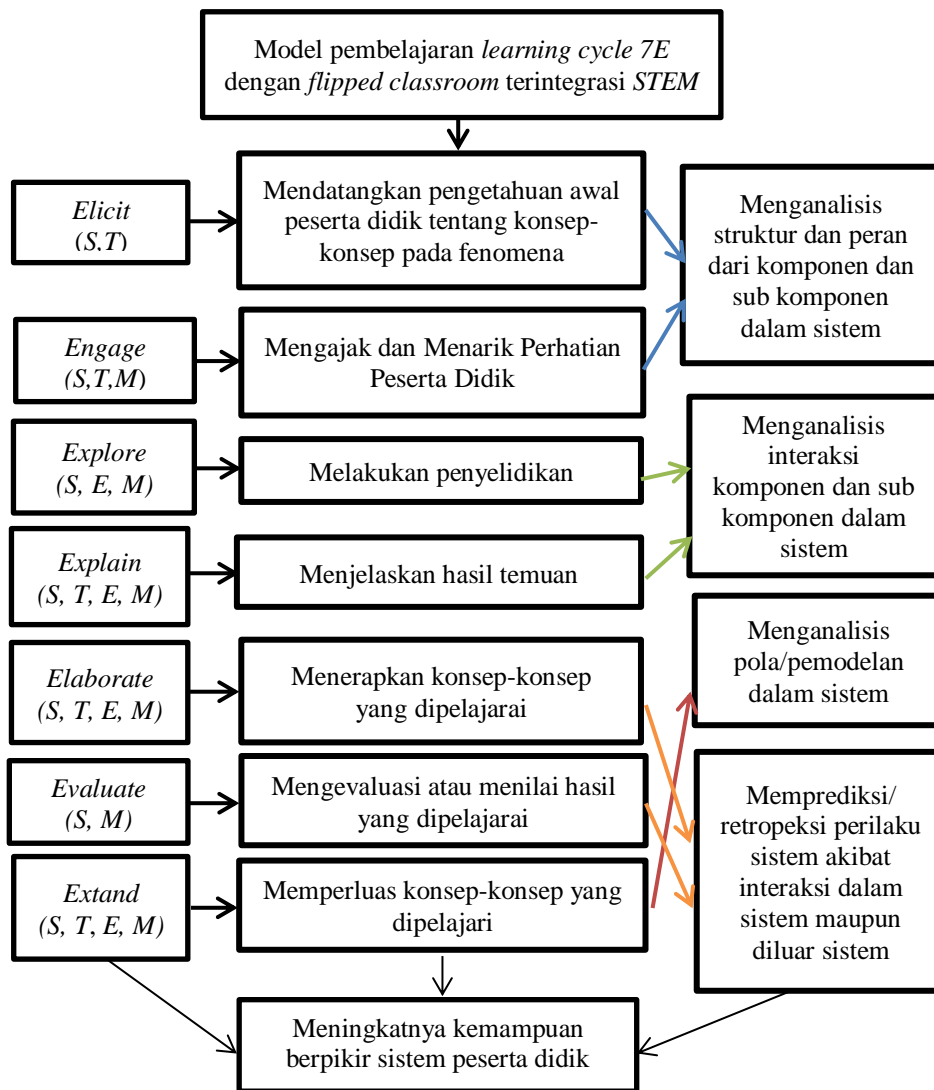 Model pembelajaran learning cycle 7E
dengan flipped classroom terintegrasi STEM
Elicit
(S,T)
Mendatangkan pengetahuan awal
peserta didik tentang konsep-
konsep pada fenomena
Menganalisis
struktur dan peran
dari komponen dan
sub komponen
dalam sistem
Engage
(S,T,M)
Mengajak dan Menarik Perhatian
Peserta Didik
Explore
(S, E, M)
Melakukan penyelidikan
Menganalisis
interaksi
komponen dan sub
komponen dalam
sistem
Explain
(S, T, E, M)
Menjelaskan hasil temuan
Elaborate
(S, T, E, M)
Menerapkan konsep-konsep
yang dipelajarai
Menganalisis
pola/pemodelan
dalam sistem
Evaluate
(S, M)
Mengevaluasi atau menilai hasil
yang dipelajarai
Memprediksi/
retropeksi perilaku
sistem akibat
interaksi dalam
sistem maupun
diluar sistem
Extand
(S, T, E, M)
Memperluas konsep-konsep yang
dipelajari
Meningkatnya kemampuan
berpikir sistem peserta didik